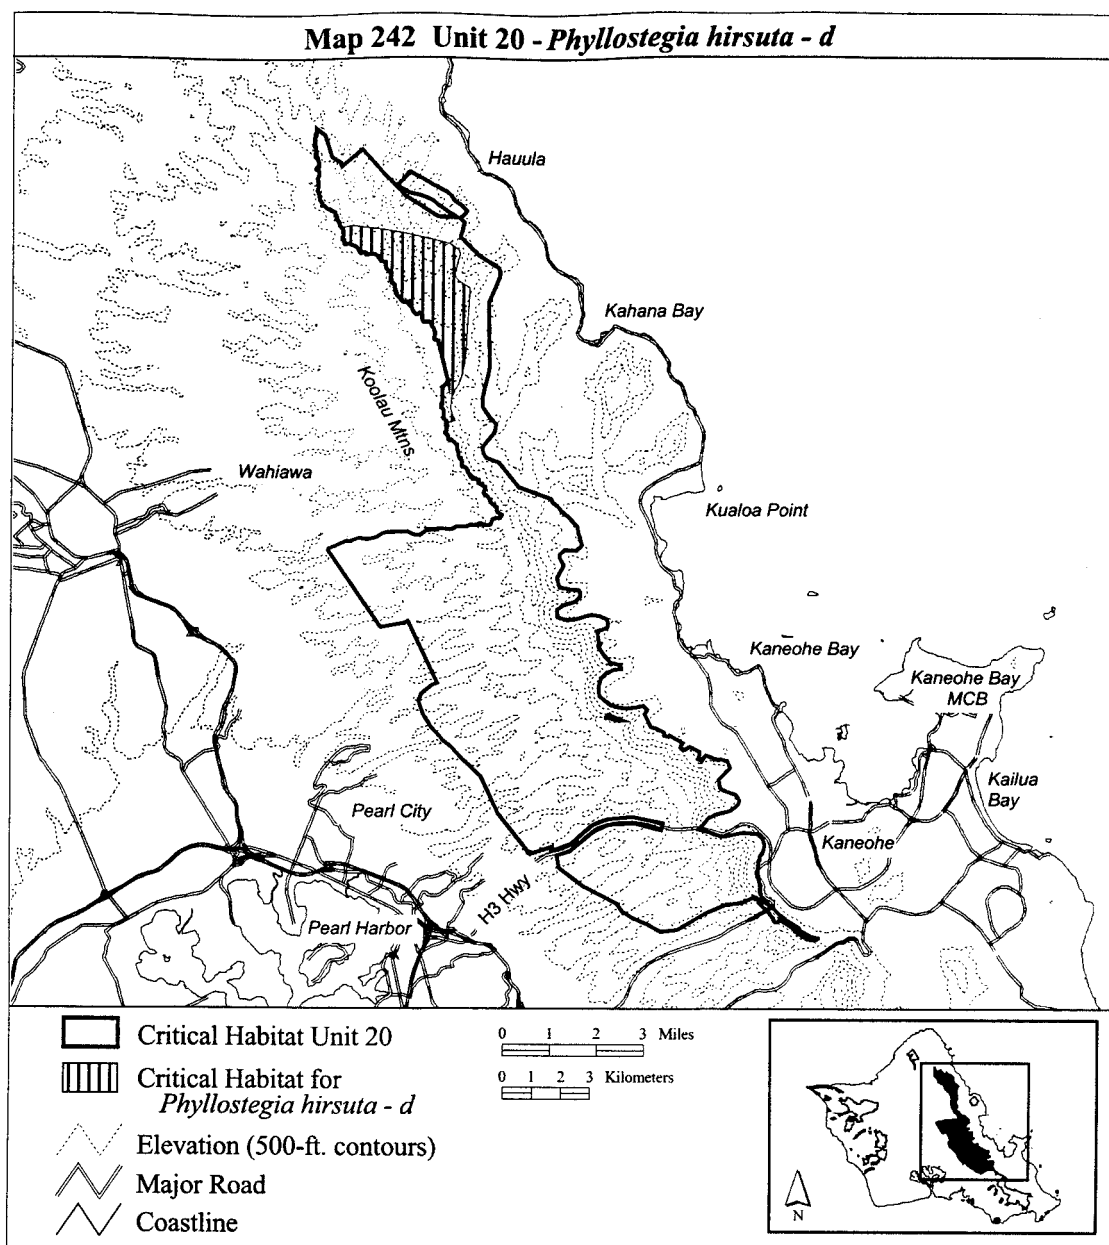 Map 242 Unit 20 - Phyllostegia hirsuta - d
Hauula
Kahana Bay
Koolau Mtns
Wahiawa
Kualoa Point
Kaneohe Bay
Kaneohe Bay
MCB
Kailua
Bay
Pearl City
Kaneohe
H3 Hwy
Pearl Harbor
Critical Habitat Unit 20
Critical Habitat for
Phyllostegia hirsuta - d
Elevation (500-ft. contours)
Major Road
Coastline
0 1 2 3 Miles
0 1 2 3 Kilometers
N